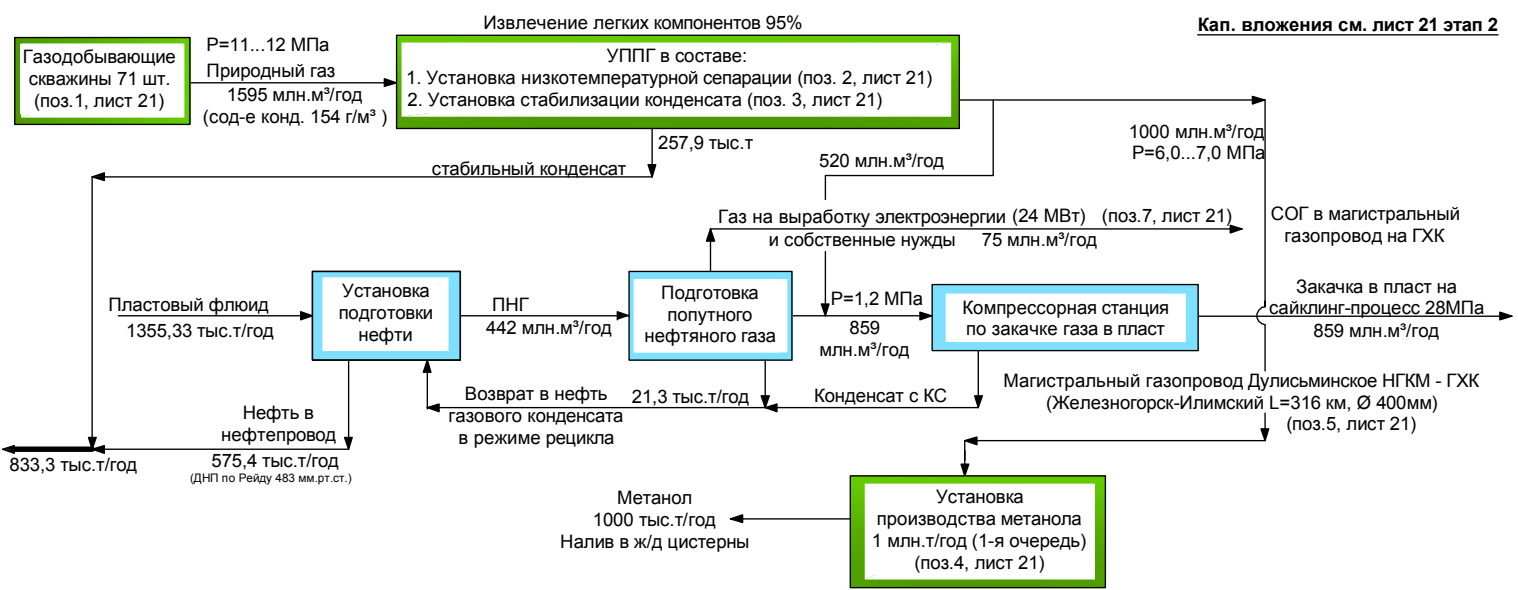 Извлечение легких компонентов 95%
Кап. вложения см. лист 21 этап 2
Газодобывающие
скважины 71 шт.
(поз.1, лист 21)
P=11...12 МПа
Природный газ
1595 млн.м³/год
(сод-е конд. 154 г/м³ )
УППГ в составе:
1. Установка низкотемпературной сепарации (поз. 2, лист 21)
2. Установка стабилизации конденсата (поз. 3, лист 21)
257,9 тыс.т
стабильный конденсат
520 млн.м³/год
1000 млн.м³/год
P=6,0...7,0 МПа
Газ на выработку электроэнергии (24 МВт) (поз.7, лист 21)
и собственные нужды 75 млн.м³/год
СОГ в магистральный
газопровод на ГХК
Пластовый флюид
1355,33 тыс.т/год
Установка
подготовки
нефти
ПНГ
442 млн.м³/год
Подготовка
попутного
нефтяного газа
P=1,2 МПа
859
млн.м³/год
Компрессорная станция
по закачке газа в пласт
Закачка в пласт на
сайклинг-процесс 28МПа
859 млн.м³/год
Возврат в нефть
газового конденсата
в режиме рецикла
21,3 тыс.т/год
Конденсат с КС
Магистральный газопровод Дулисьминское НГКМ - ГХК
(Железногорск-Илимский L=316 км, Ø 400мм)
(поз.5, лист 21)
Нефть в
нефтепровод
575,4 тыс.т/год
(ДНП по Рейду 483 мм.рт.ст.)
833,3 тыс.т/год
Метанол
1000 тыс.т/год
Налив в ж/д цистерны
Установка
производства метанола
1 млн.т/год (1-я очередь)
(поз.4, лист 21)